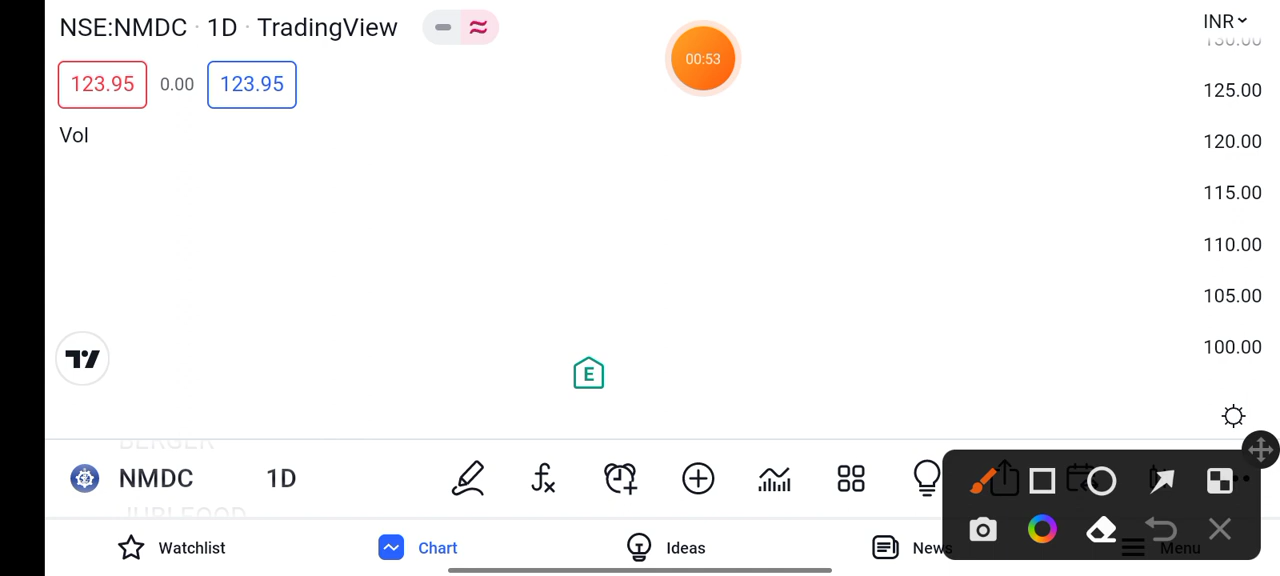 NSE:NMDC · 1D · TradingView
00:53
INR
130.00
123.95 0.00 123.95
125.00
Vol
120.00
115.00
110.00
105.00
100.00
E
BERGER
NMDC 1D
JUBLFOOD
Watchlist
Chart
Ideas
News
Menu